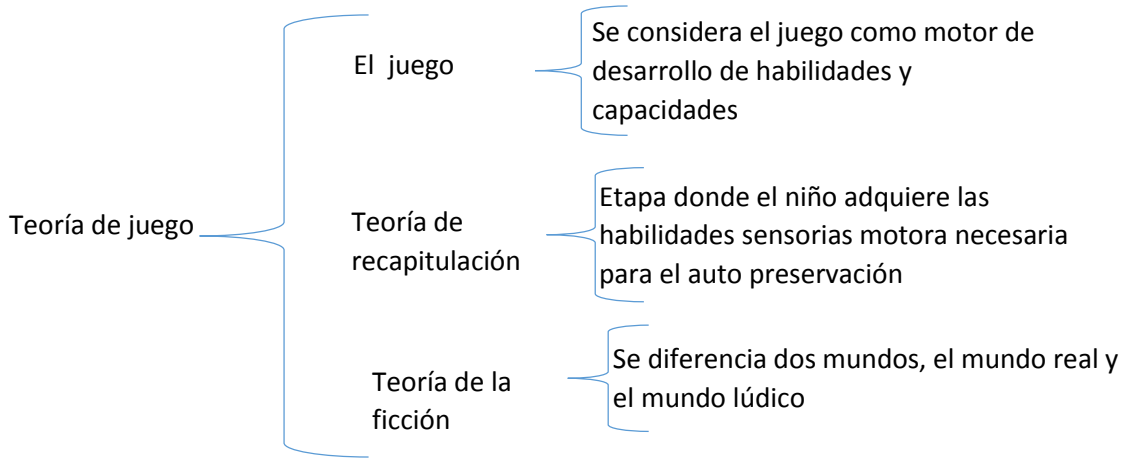 Teoría de juego
El juego
Se considera el juego como motor de
desarrollo de habilidades y
capacidades
Teoría de
recapitulación
Etapa donde el niño adquiere las
habilidades sensorias motora necesaria
para el auto preservación
Teoría de la
ficción
Se diferencia dos mundos, el mundo real y
el mundo lúdico